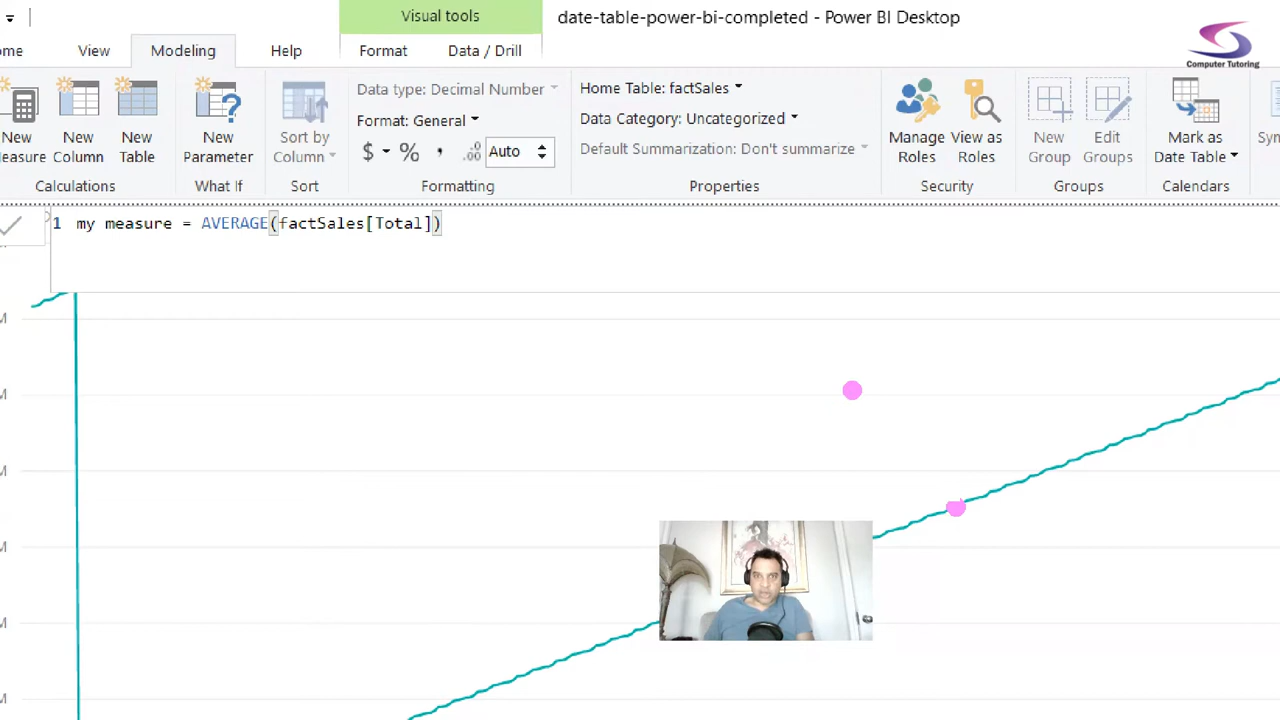 Visual tools
date-table-power-bi-completed - Power BI Desktop
ome
View
Modeling
Help
Format
Data / Drill
Computer Tutoring
New
easure
New
Column
New
Table
Calculations
New
Parameter
What If
Sort by
Column
Sort
Data type: Decimal Number
Format: General
$ % , .00 Auto
Formatting
Home Table: factSales
Data Category: Uncategorized
Default Summarization: Don't summarize
Properties
Manage
Roles
View as
Roles
Security
New
Group
Edit
Groups
Groups
Mark as
Date Table
Calendars
Syn
1 my measure = AVERAGE(factSales[Total])
M
M
M
M
M
M